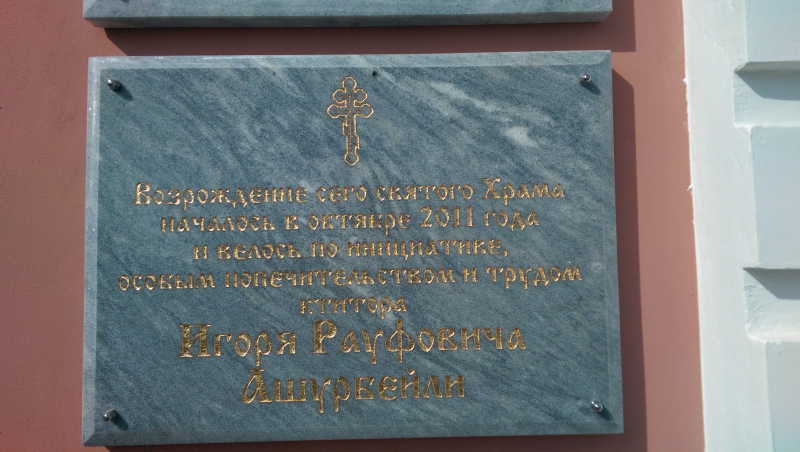 Возрождение сего святого Храма
началось в октябре 2011 года
и велось по инициативе,
особым попечительством и трудом
ктитора
Игоря Рауфовича
Ашурбейли